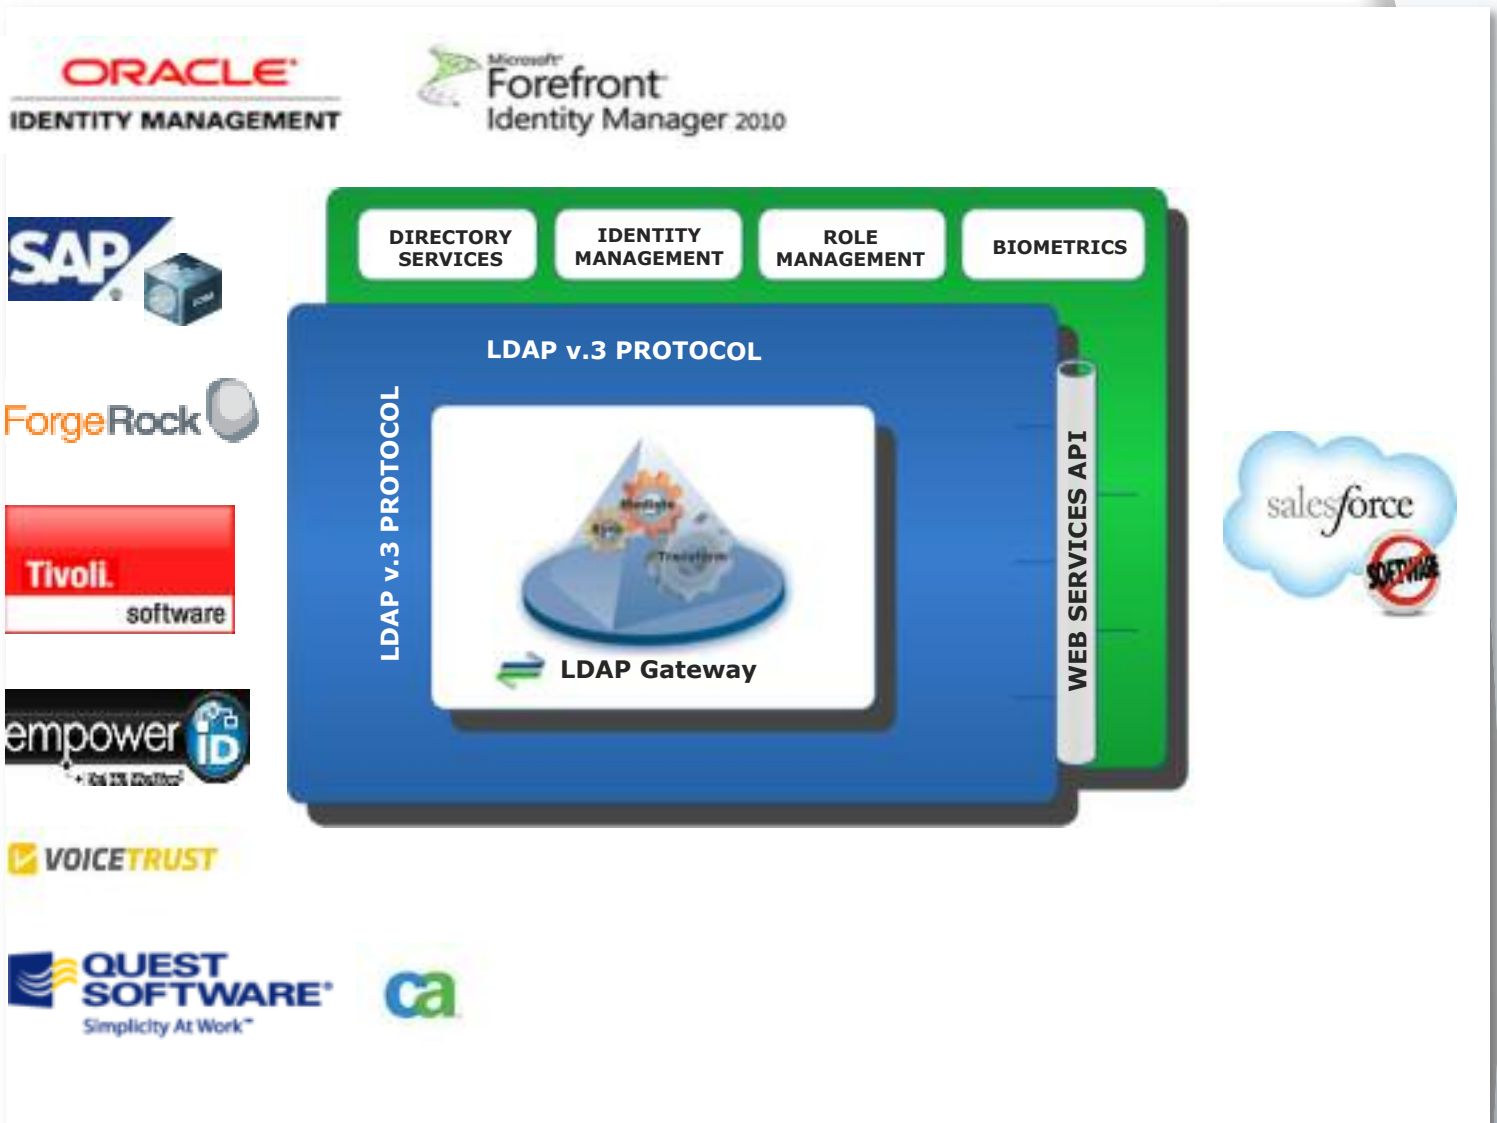 ORACLE
IDENTITY MANAGEMENT
Microsoft
Forefront
Identity Manager 2010
SAP
DIRECTORY
SERVICES
IDENTITY
MANAGEMENT
ROLE
MANAGEMENT
BIOMETRICS
LDAP v.3 PROTOCOL
LDAP v.3 PROTOCOL
Mediate
Sync
Transform
LDAP Gateway
WEB SERVICES API
ForgeRock
Tivoli.
software
empower
iD
VOICETRUST
QUEST
SOFTWARE®
Simplicity At Work™
ca
salesforce
SOFTWARE